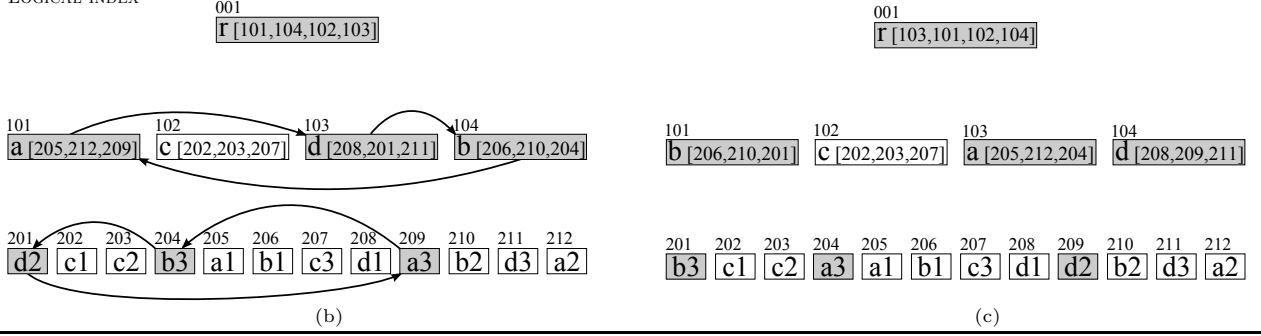 LOGICAL INDEX
001
r [101,104,102,103]
101 102 103 104
a [205,212,209] c [202,203,207] d [208,201,211] b [206,210,204]
201 202 203 204 205 206 207 208 209 210 211 212
d2 c1 c2 b3 a1 b1 c3 d1 a3 b2 d3 a2
(b)
001
r [103,101,102,104]
101 102 103 104
b [206,210,201] c [202,203,207] a [205,212,204] d [208,209,211]
201 202 203 204 205 206 207 208 209 210 211 212
b3 c1 c2 a3 a1 b1 c3 d1 d2 b2 d3 a2
(c)